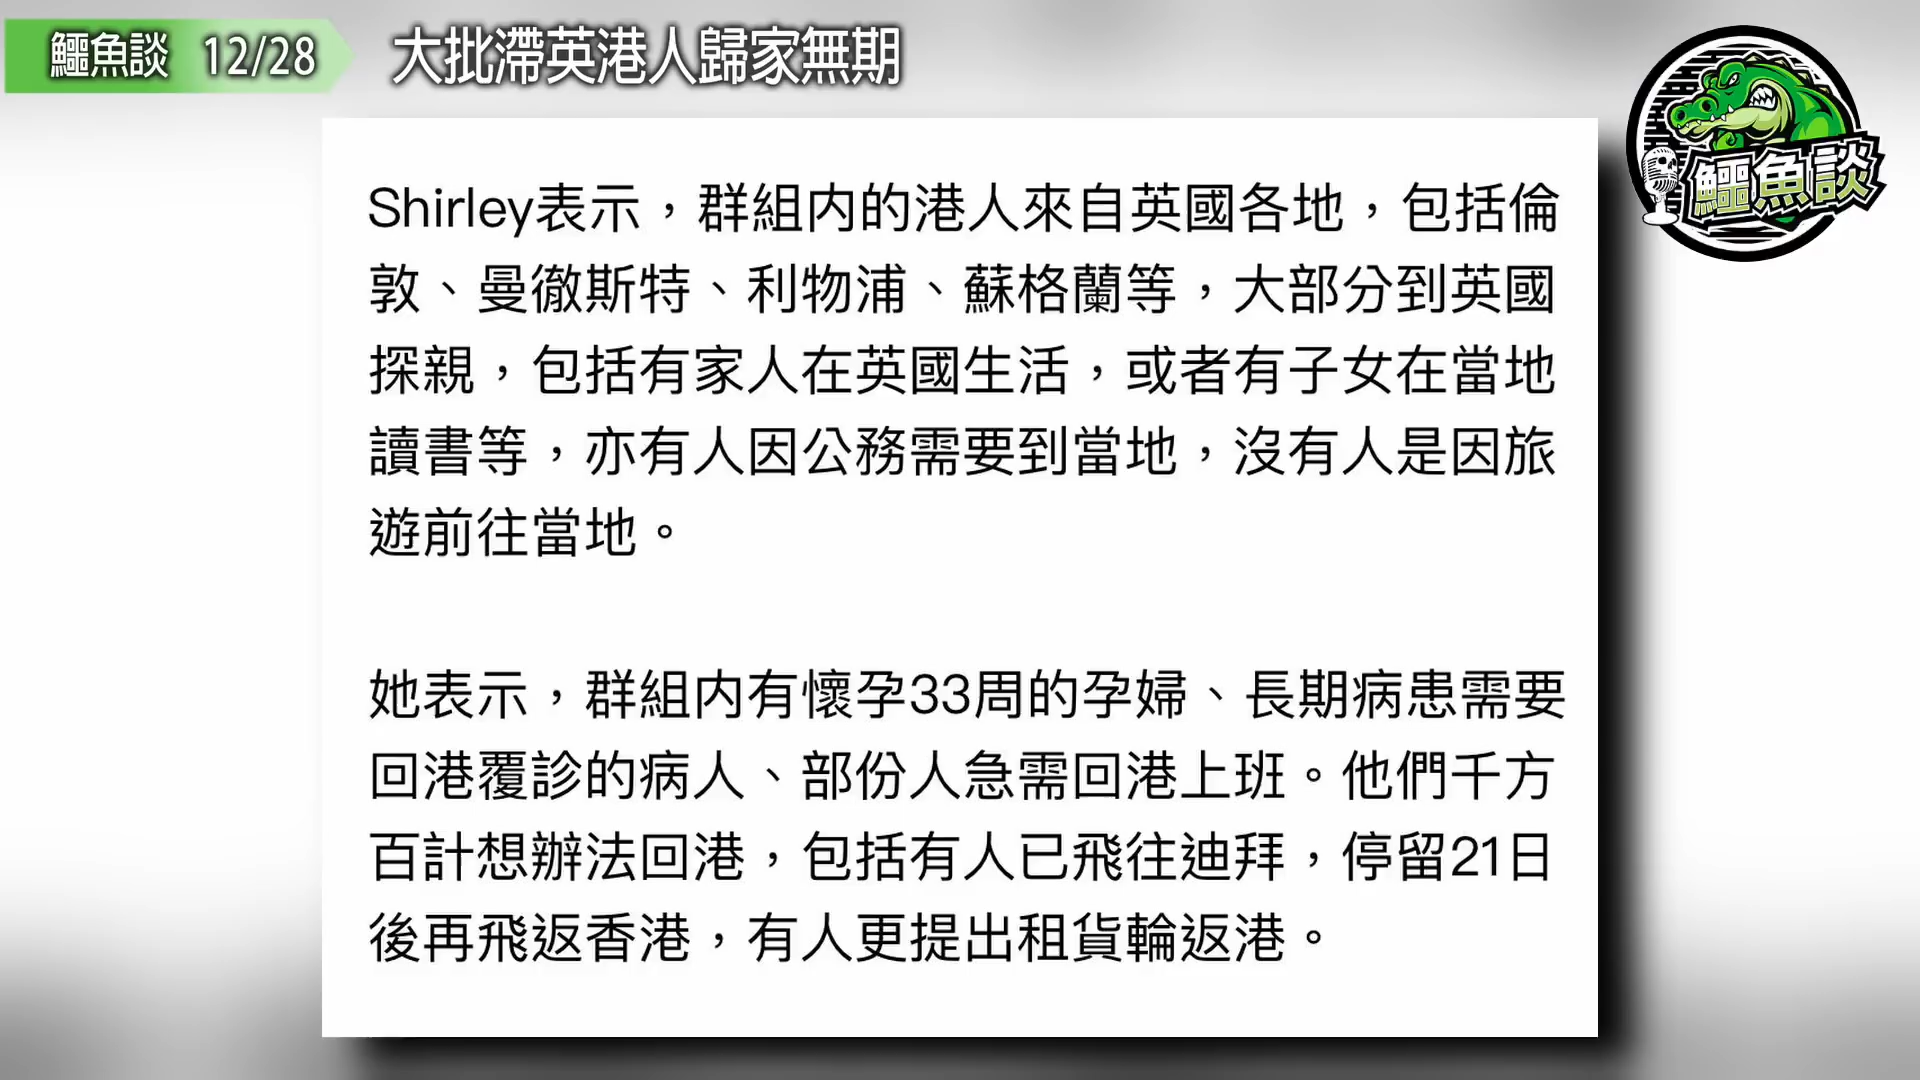 鱷魚談 12/28 大批滯英港人歸家無期
鱷魚談
Shirley表示，群組內的港人來自英國各地，包括倫
敦、曼徹斯特、利物浦、蘇格蘭等，大部分到英國
探親，包括有家人在英國生活，或者有子女在當地
讀書等，亦有人因公務需要到當地，沒有人是因旅
遊前往當地。
她表示，群組內有懷孕33周的孕婦、長期病患需要
回港覆診的病人、部份人急需回港上班。他們千方
百計想辦法回港，包括有人已飛往迪拜，停留21日
後再飛返香港，有人更提出租貨輪返港。